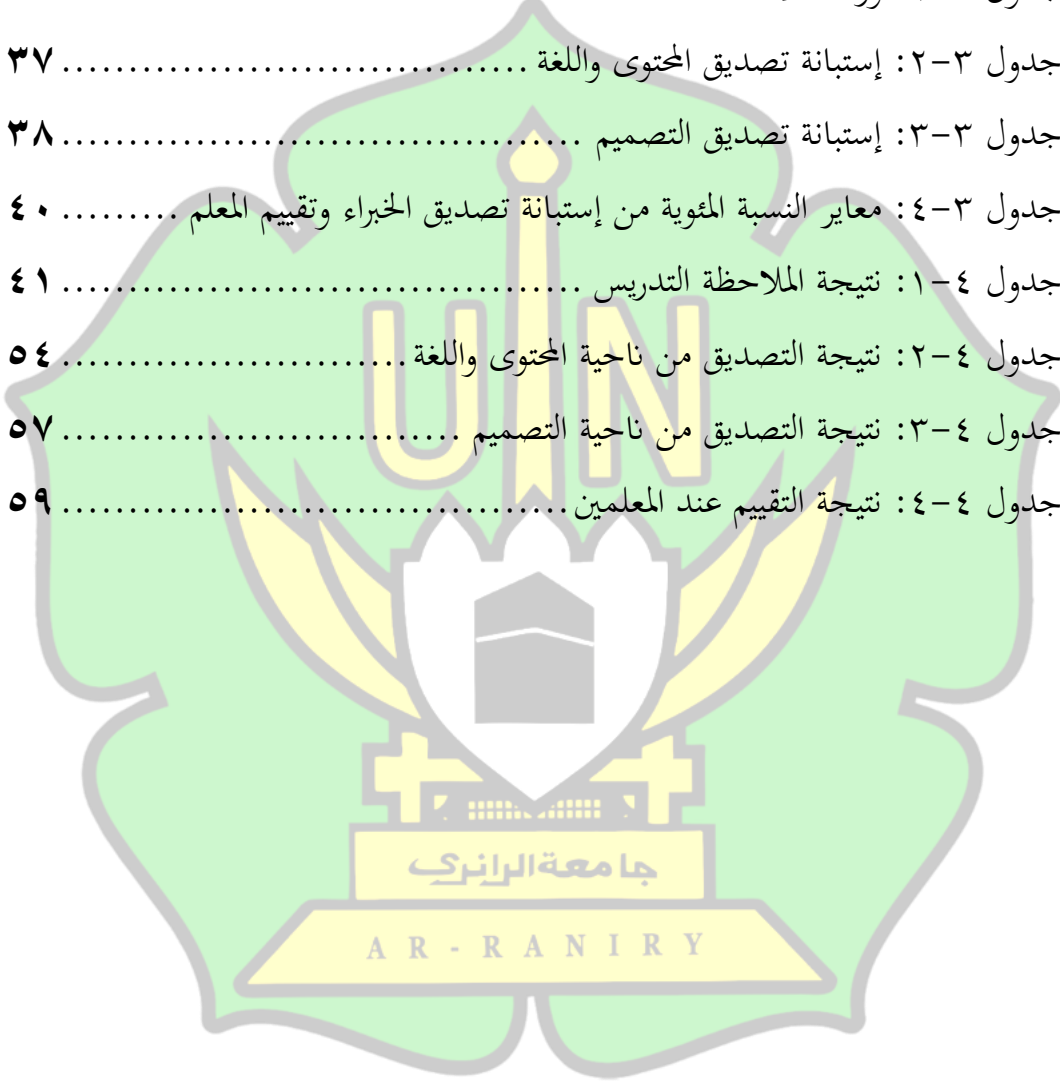 جدول ٣-٢: إستبانة تصديق المحتوى واللغة ................................... ٣٧
جدول ٣-٣: إستبانة تصديق التصميم ....................................... ٣٨
جدول ٣-٤: معاير النسبة المئوية من إستبانة تصديق الخبراء وتقييم المعلم ......... ٤٠
جدول ٤-١: نتيجة الملاحظة التدريس ....................................... ٤١
جدول ٤-٢: نتيجة التصديق من ناحية المحتوى واللغة .......................... ٥٤
جدول ٤-٣: نتيجة التصديق من ناحية التصميم .............................. ٥٧
جدول ٤-٤: نتيجة التقييم عند المعلمين ...................................... ٥٩
UIN
جامعة الرانري
AR-RANIRY